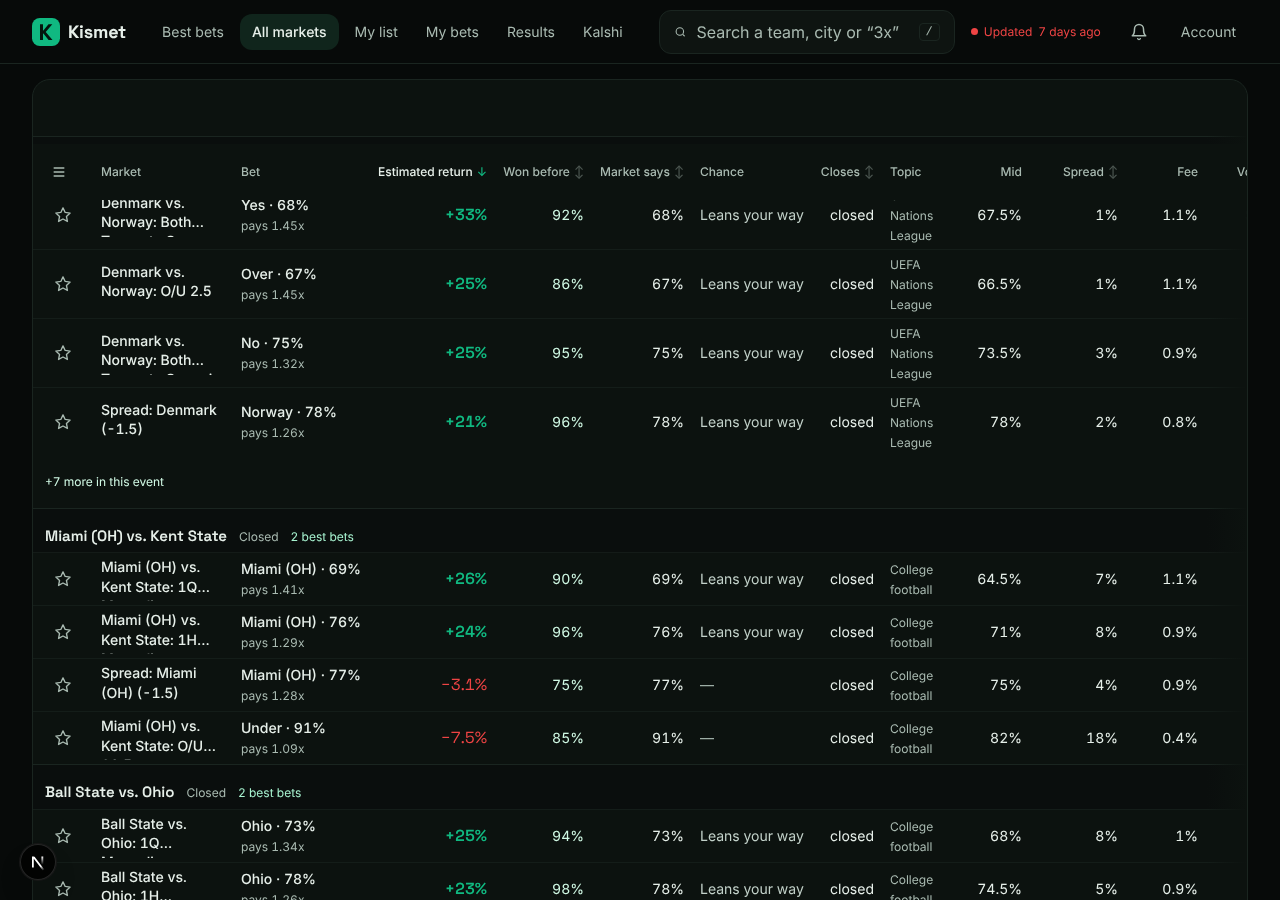 Kismet
Best bets
All markets
My list
My bets
Results
Kalshi
Search a team, city or “3x”
/
Updated 7 days ago
Account
Market Bet Estimated return ↓ Won before Market says Chance Closes Topic Mid Spread Fee
Denmark vs. Norway: Both...
Yes · 68%
pays 1.45x
+33% 92% 68% Leans your way closed
Nations League
67.5% 1% 1.1%
Denmark vs. Norway: O/U 2.5
Over · 67%
pays 1.45x
+25% 86% 67% Leans your way closed
UEFA Nations League
66.5% 1% 1.1%
Denmark vs. Norway: Both...
No · 75%
pays 1.32x
+25% 95% 75% Leans your way closed
UEFA Nations League
73.5% 3% 0.9%
Spread: Denmark (-1.5)
Norway · 78%
pays 1.26x
+21% 96% 78% Leans your way closed
UEFA Nations League
78% 2% 0.8%
+7 more in this event
Miami (OH) vs. Kent State Closed 2 best bets
Miami (OH) vs. Kent State: 1Q...
Miami (OH) · 69%
pays 1.41x
+26% 90% 69% Leans your way closed
College football
64.5% 7% 1.1%
Miami (OH) vs. Kent State: 1H...
Miami (OH) · 76%
pays 1.29x
+24% 96% 76% Leans your way closed
College football
71% 8% 0.9%
Spread: Miami (OH) (-1.5)
Miami (OH) · 77%
pays 1.28x
−3.1% 75% 77% — closed
College football
75% 4% 0.9%
Miami (OH) vs. Kent State: O/U...
Under · 91%
pays 1.09x
−7.5% 85% 91% — closed
College football
82% 18% 0.4%
Ball State vs. Ohio Closed 2 best bets
Ball State vs. Ohio: 1Q...
Ohio · 73%
pays 1.34x
+25% 94% 73% Leans your way closed
College football
68% 8% 1%
Ball State vs. Ohio: 1H...
Ohio · 78%
pays 1.26x
+23% 98% 78% Leans your way closed
College football
74.5% 5% 0.9%
N